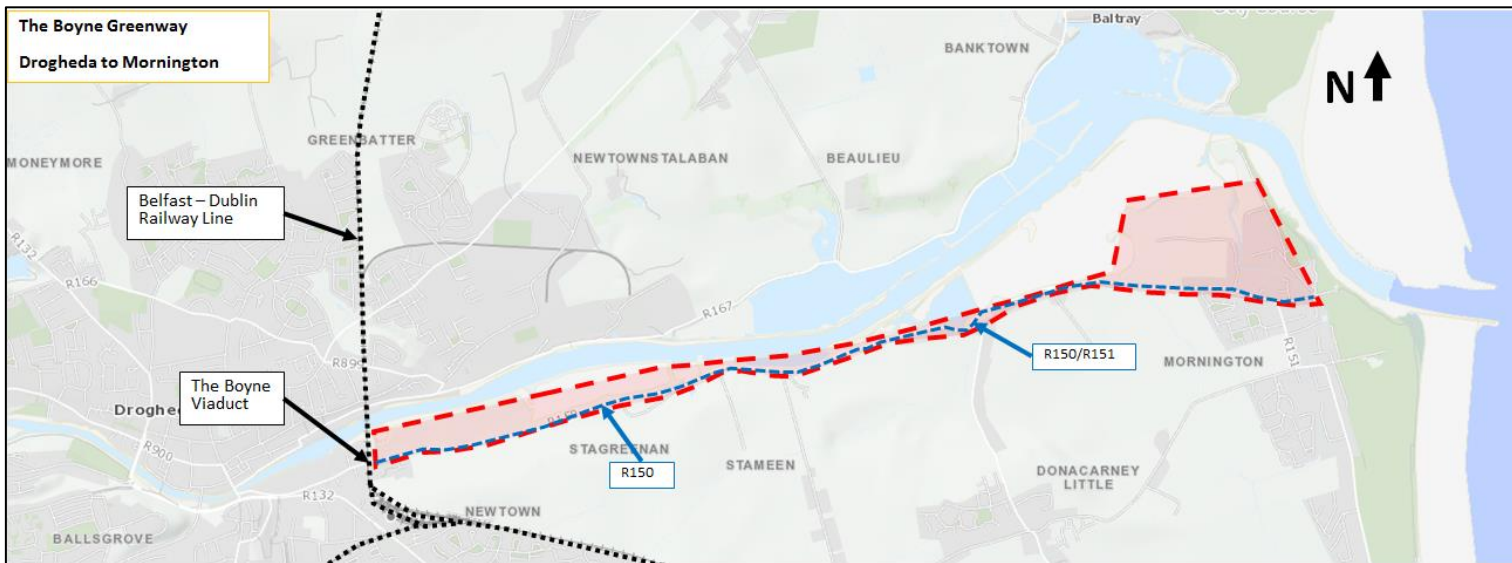 The Boyne Greenway
Drogheda to Mornington
Baltray
BANKTOWN
N
GREENBATTER
MONEYMORE
NEWTOWNSTALABAN
BEAULIEU
Belfast – Dublin
Railway Line
R132
R166
R167
R150/R151
R151
MORNINGTON
The Boyne
Viaduct
R900
STAGREENAN
R150
STAMEEN
DONACARNEY
LITTLE
R132
NEWTOWN
BALLSGROVE